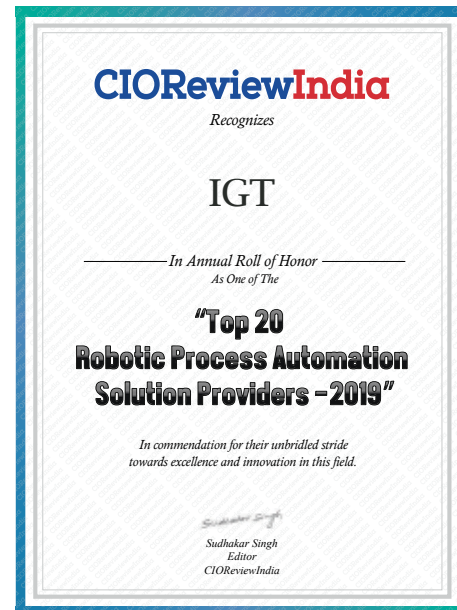 CIOReviewIndia
Recognizes
IGT
In Annual Roll of Honor
As One of The
“Top 20
Robotic Process Automation
Solution Providers – 2019”
In commendation for their unbridled stride
towards excellence and innovation in this field.
Sudhakar Singh
Sudhakar Singh
Editor
CIOReviewIndia